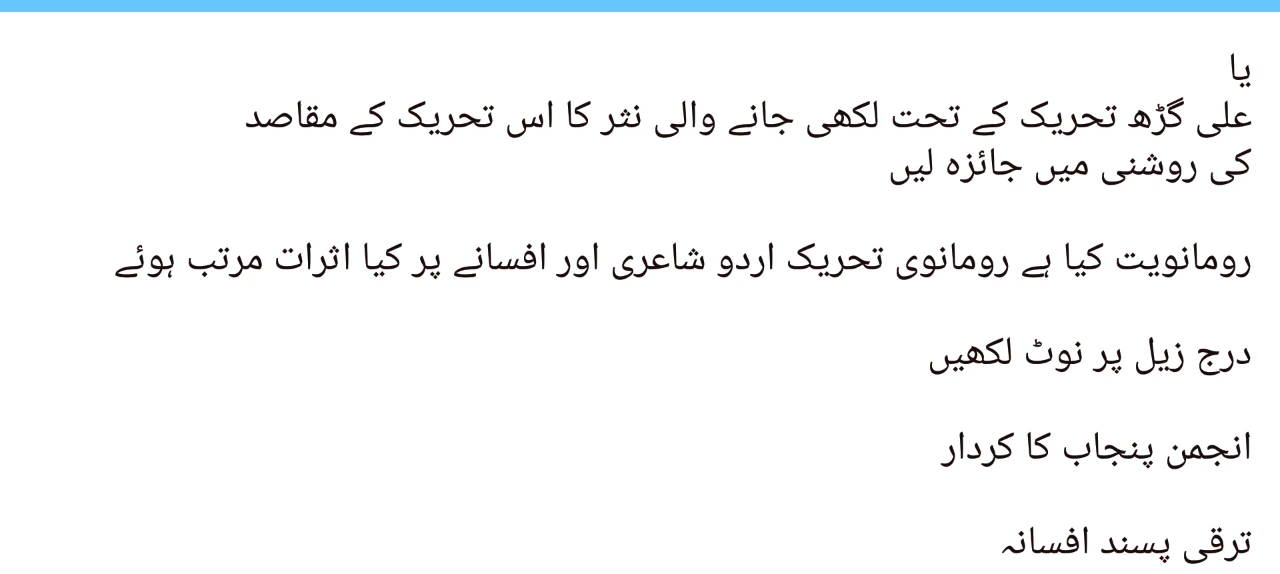 یا
علی گڑھ تحریک کے تحت لکھی جانے والی نثر کا اس تحریک کے مقاصد
کی روشنی میں جائزہ لیں
رومانویت کیا ہے رومانوی تحریک اردو شاعری اور افسانے پر کیا اثرات مرتب ہوئے
درج زیل پر نوٹ لکھیں
انجمن پنجاب کا کردار
ترقی پسند افسانہ